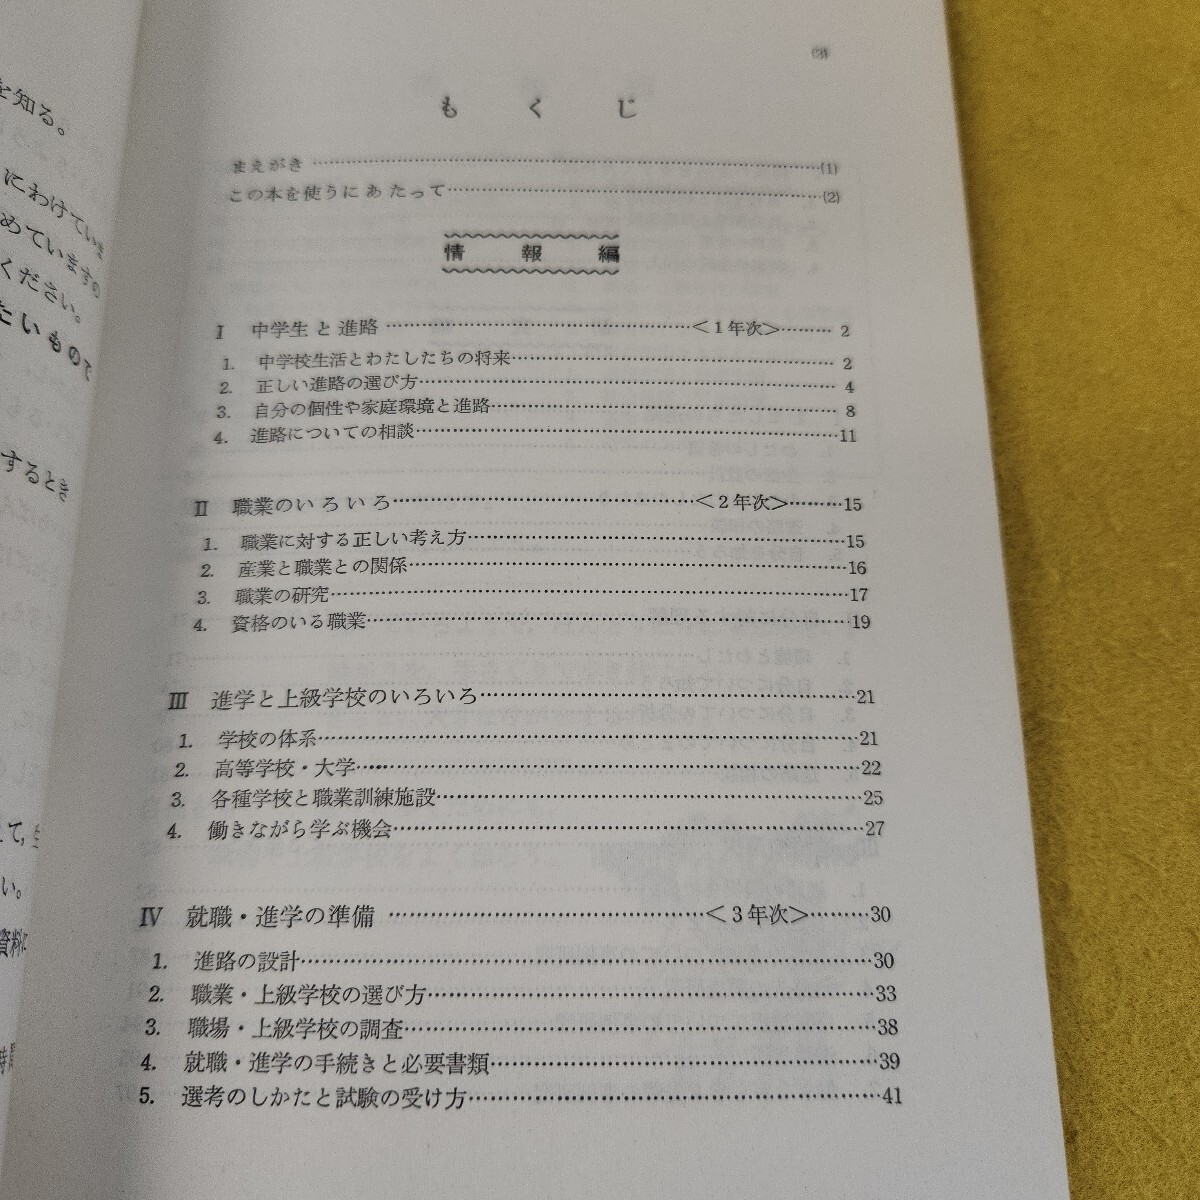 を知る。
にわけていま
めていますの
ください。
たいもので
するとき
て,生
い。
資料に
時間
(3)
もくじ
まえがき……(1)
この本を使うにあたって……(2)
情報編
Ⅰ 中学生と進路……<1年次>……2
1. 中学校生活とわたしたちの将来……2
2. 正しい進路の選び方……4
3. 自分の個性や家庭環境と進路……8
4. 進路についての相談……11
Ⅱ 職業のいろいろ……<2年次>……15
1. 職業に対する正しい考え方……15
2. 産業と職業との関係……16
3. 職業の研究……17
4. 資格のいる職業……19
Ⅲ 進学と上級学校のいろいろ……21
1. 学校の体系……21
2. 高等学校・大学……22
3. 各種学校と職業訓練施設……25
4. 働きながら学ぶ機会……27
Ⅳ 就職・進学の準備……<3年次>……30
1. 進路の設計……30
2. 職業・上級学校の選び方……33
3. 職場・上級学校の調査……38
4. 就職・進学の手続きと必要書類……39
5. 選考のしかたと試験の受け方……41